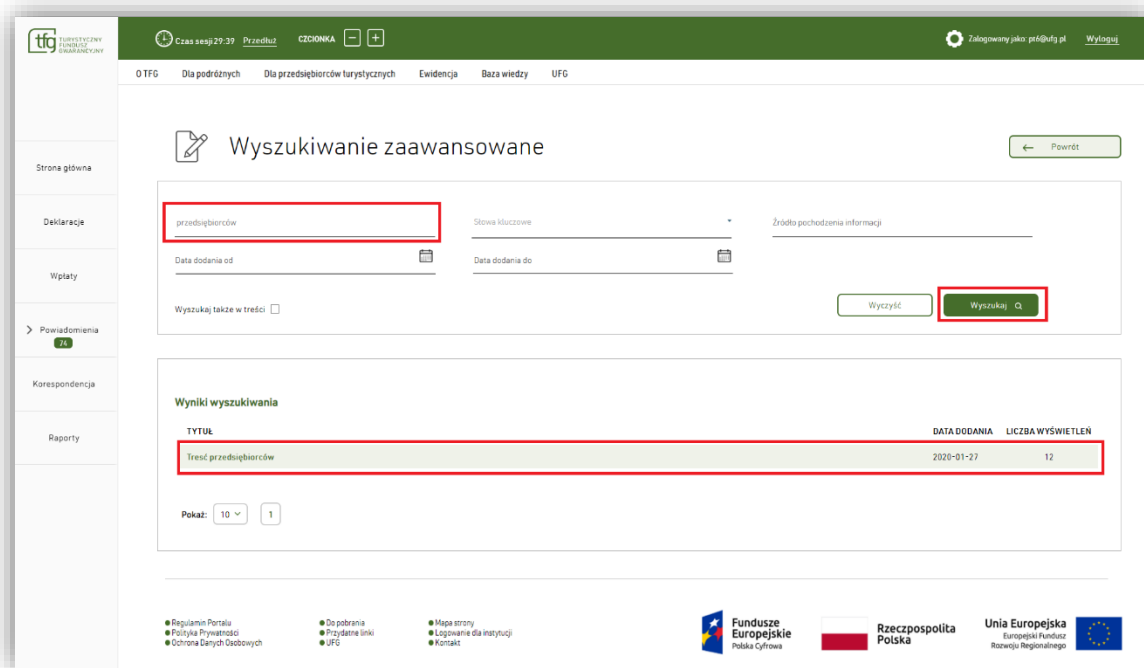 tfg TURYSTYCZNY
FUNDUSZ
GWARANCYJNY
Czas sesji 29:39 Przedłuż CZCIONKA
Zalogowany jako: pt6@ufg.pl Wyloguj
O TFG Dla podróżnych Dla przedsiębiorców turystycznych Ewidencja Baza wiedzy UFG
Wyszukiwanie zaawansowane
Powrót
Strona główna
Deklaracje
Wpłaty
Powiadomienia
74
Korespondencja
Raporty
przedsiębiorców Słowa kluczowe Źródło pochodzenia informacji
Data dodania od Data dodania do
Wyszukaj także w treści Wyczyść Wyszukaj
Wyniki wyszukiwania
TYTUŁ DATA DODANIA LICZBA WYŚWIETLEŃ
Treść przedsiębiorców 2020-01-27 12
Pokaż: 10 1
Regulamin Portalu Do pobrania Mapa strony
Polityka Prywatności Przydatne linki Logowanie dla instytucji
Ochrona Danych Osobowych UFG Kontakt
Fundusze
Europejskie
Polska Cyfrowa
Rzeczpospolita
Polska
Unia Europejska
Europejski Fundusz
Rozwoju Regionalnego